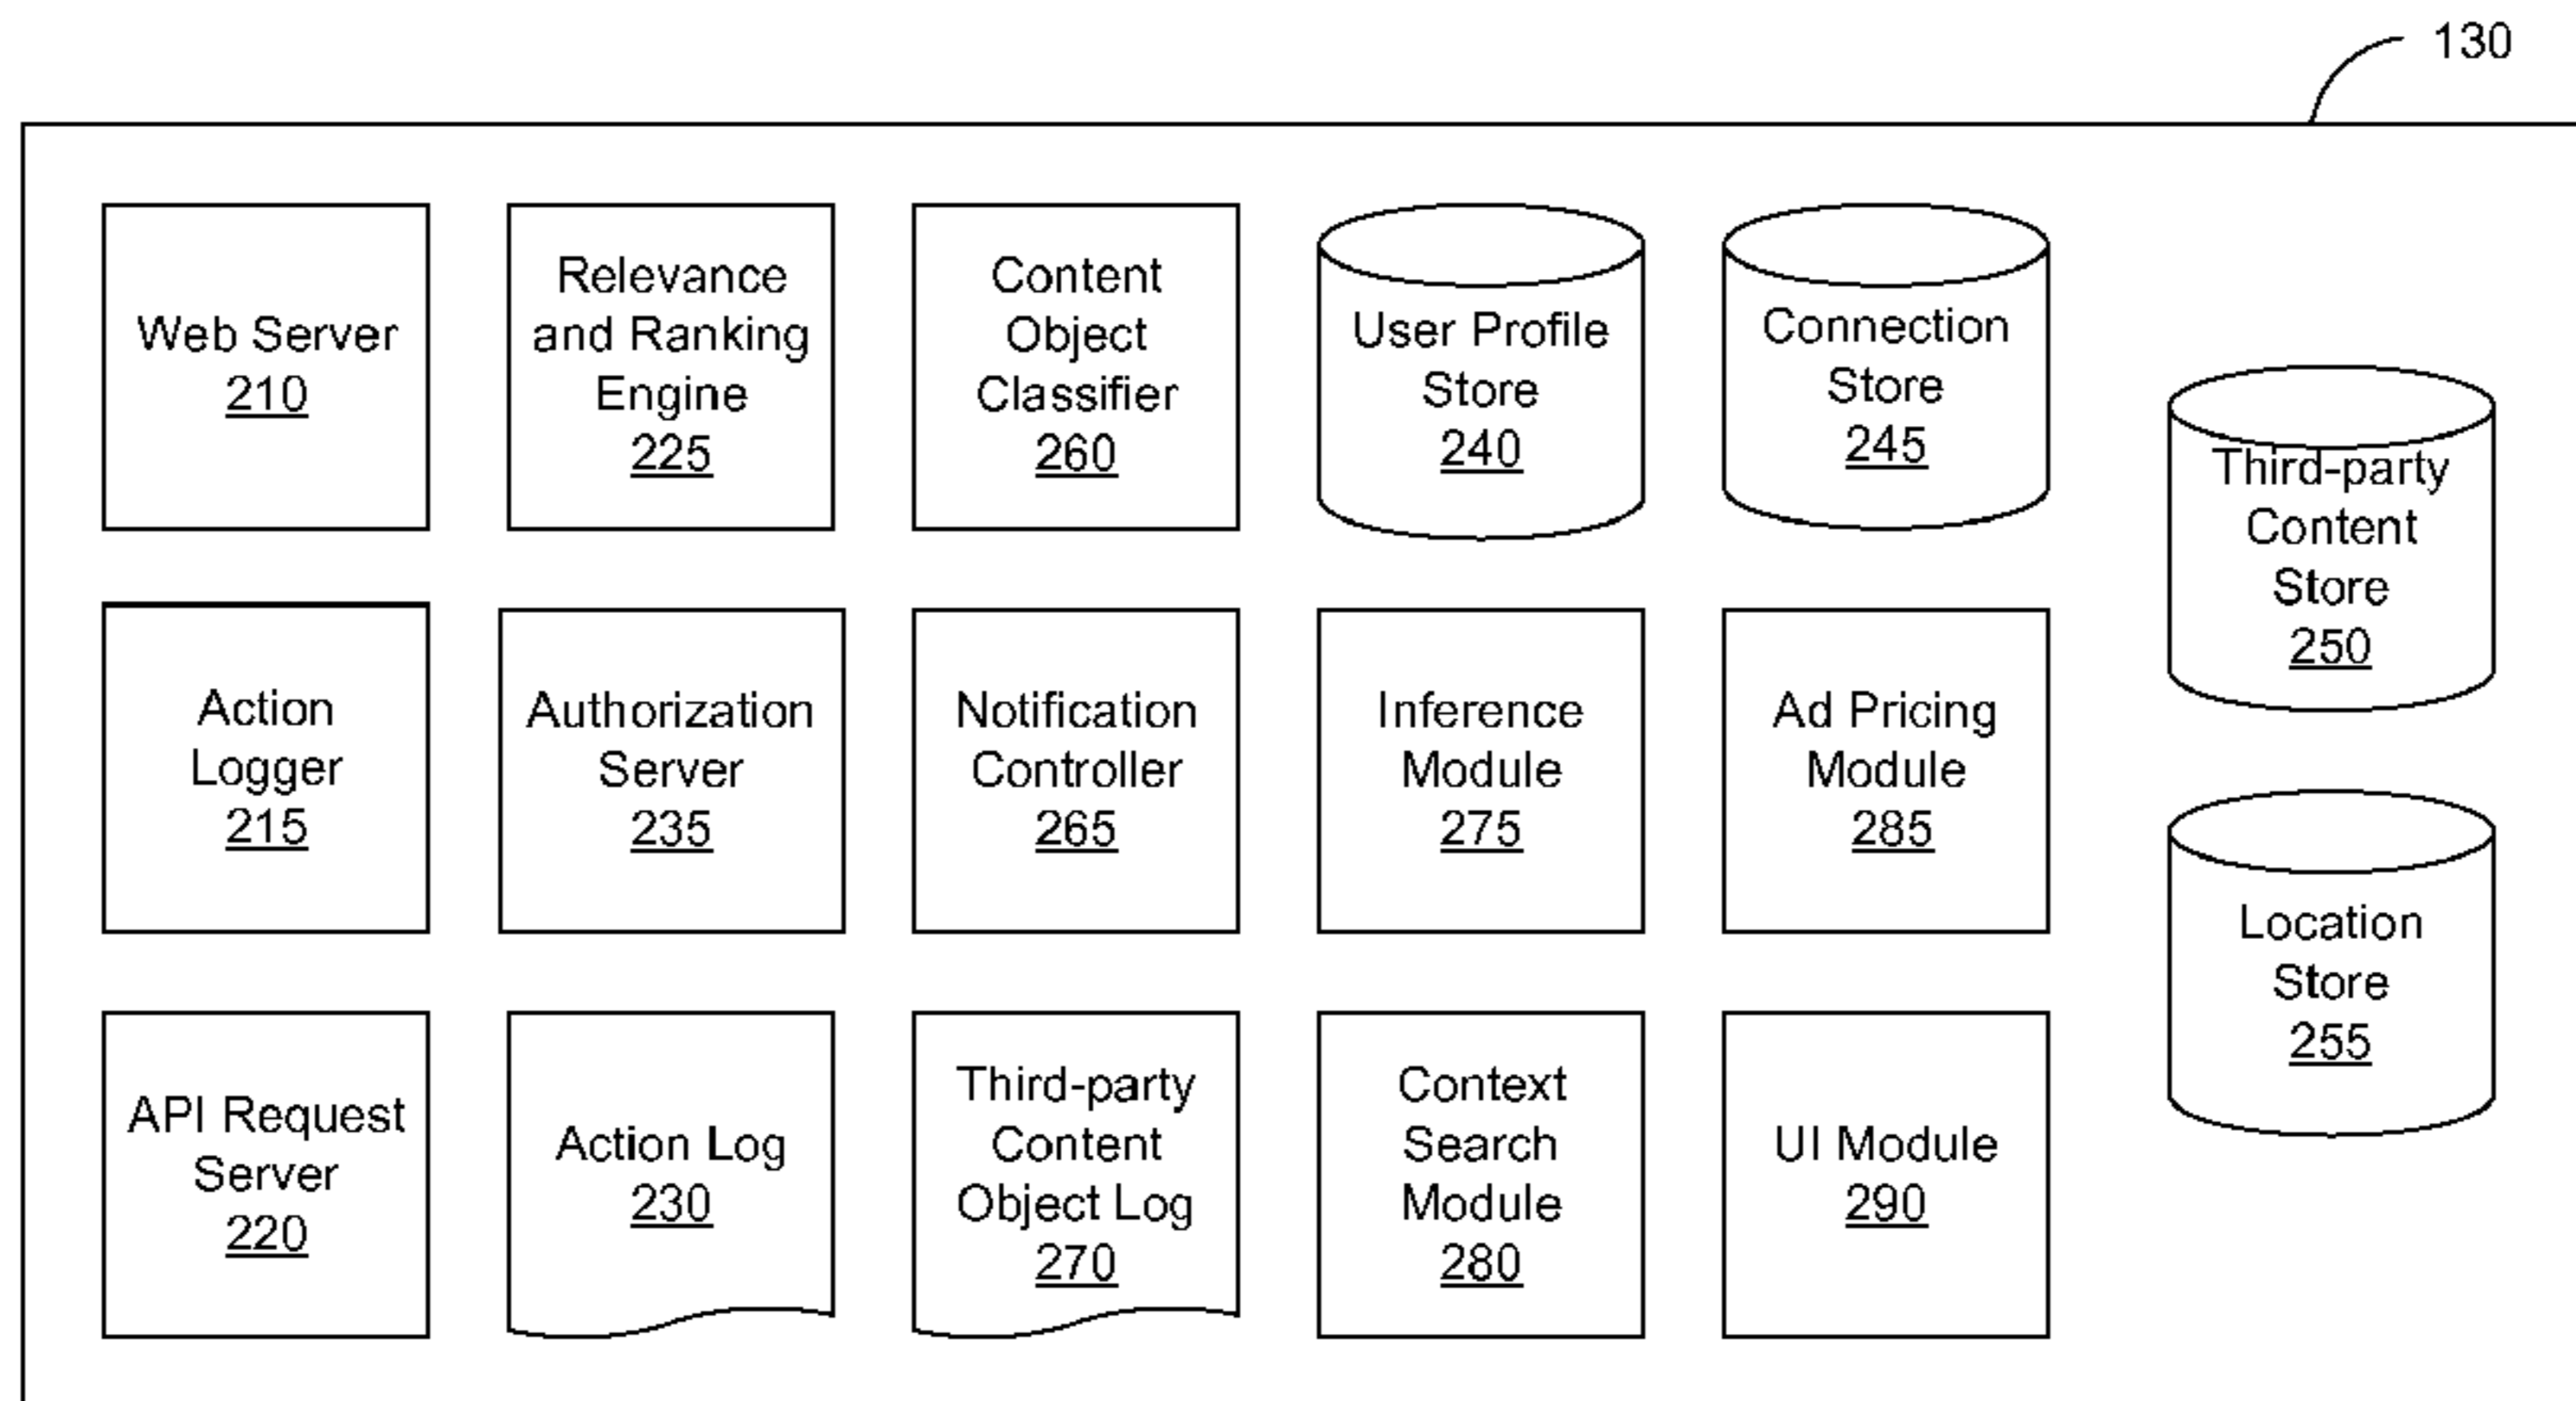 130
Web Server
210
Relevance
and Ranking
Engine
225
Content
Object
Classifier
260
User Profile
Store
240
Connection
Store
245
Third-party
Content
Store
250
Action
Logger
215
Authorization
Server
235
Notification
Controller
265
Inference
Module
275
Ad Pricing
Module
285
Location
Store
255
API Request
Server
220
Action Log
230
Third-party
Content
Object Log
270
Context
Search
Module
280
UI Module
290